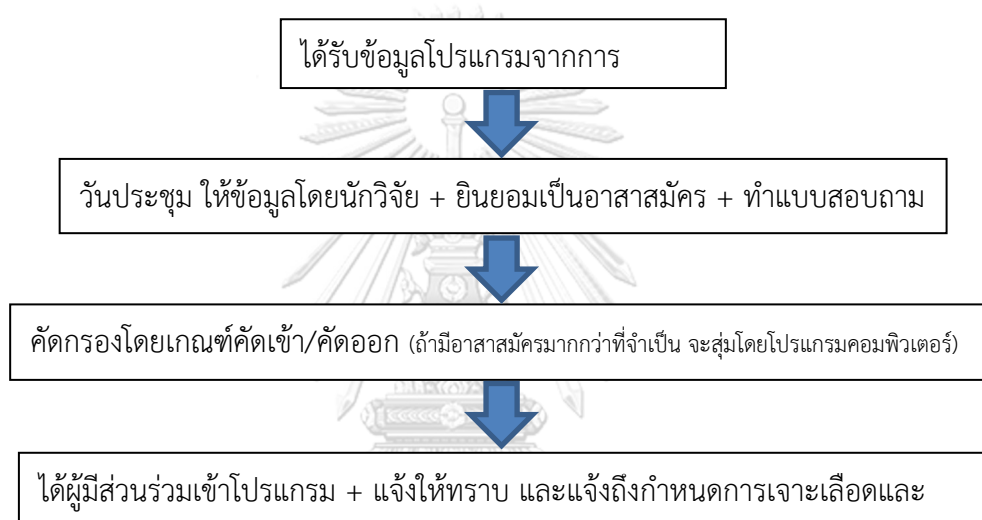 ได้รับข้อมูลโปรแกรมจากการ
วันประชุม ให้ข้อมูลโดยนักวิจัย + ยินยอมเป็นอาสาสมัคร + ทำแบบสอบถาม
คัดกรองโดยเกณฑ์คัดเข้า/คัดออก (ถ้ามีอาสาสมัครมากกว่าที่จำเป็น จะสุ่มโดยโปรแกรมคอมพิวเตอร์)
ได้ผู้มีส่วนร่วมเข้าโปรแกรม + แจ้งให้ทราบ และแจ้งถึงกำหนดการเจาะเลือดและ